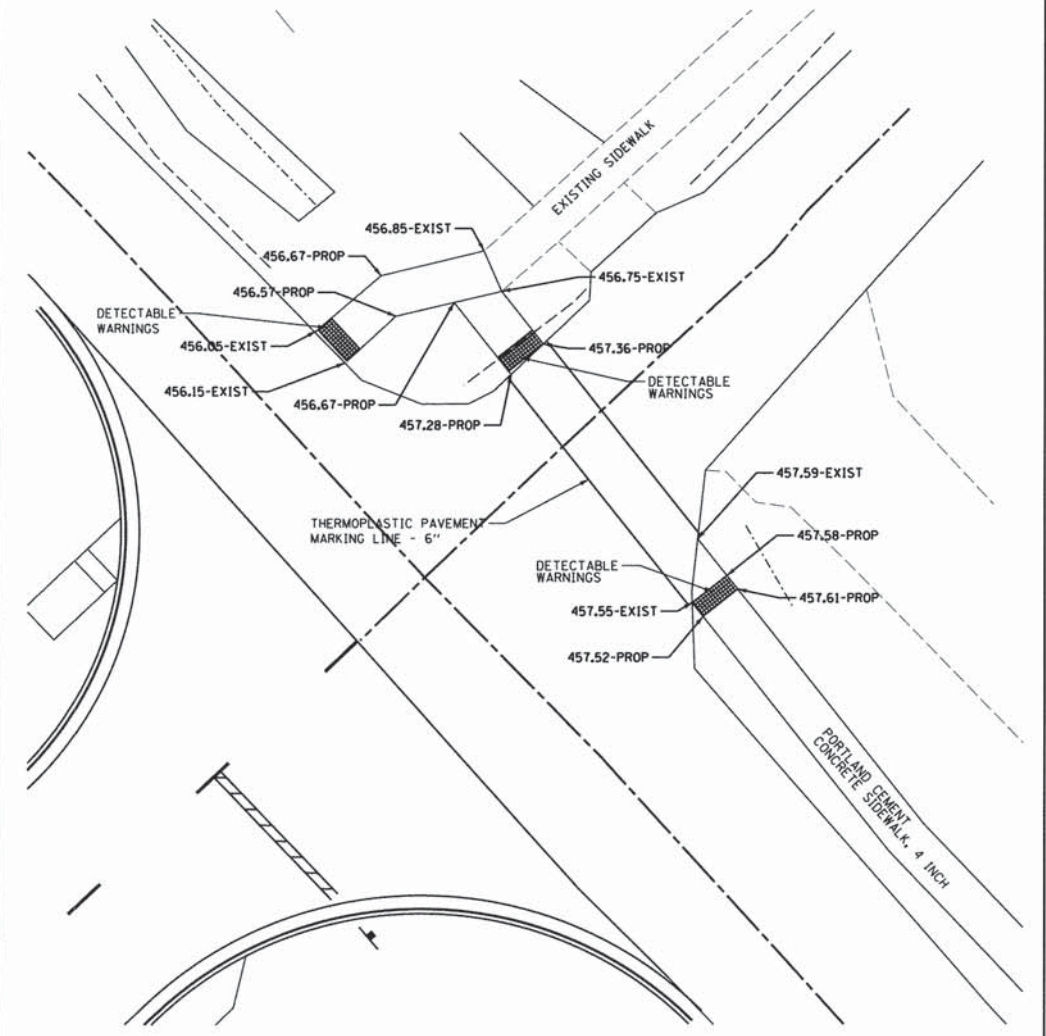 EXISTING SIDEWALK
456.85-EXIST
456.67-PROP
456.75-EXIST
456.57-PROP
DETECTABLE
WARNINGS
456.05-EXIST
457.36-PROP
456.15-EXIST
DETECTABLE
WARNINGS
456.67-PROP
457.28-PROP
457.59-EXIST
THERMOPLASTIC PAVEMENT
MARKING LINE - 6"
457.58-PROP
DETECTABLE
WARNINGS
457.61-PROP
457.55-EXIST
457.52-PROP
PORTLAND CEMENT
CONCRETE SIDEWALK, 4 INCH